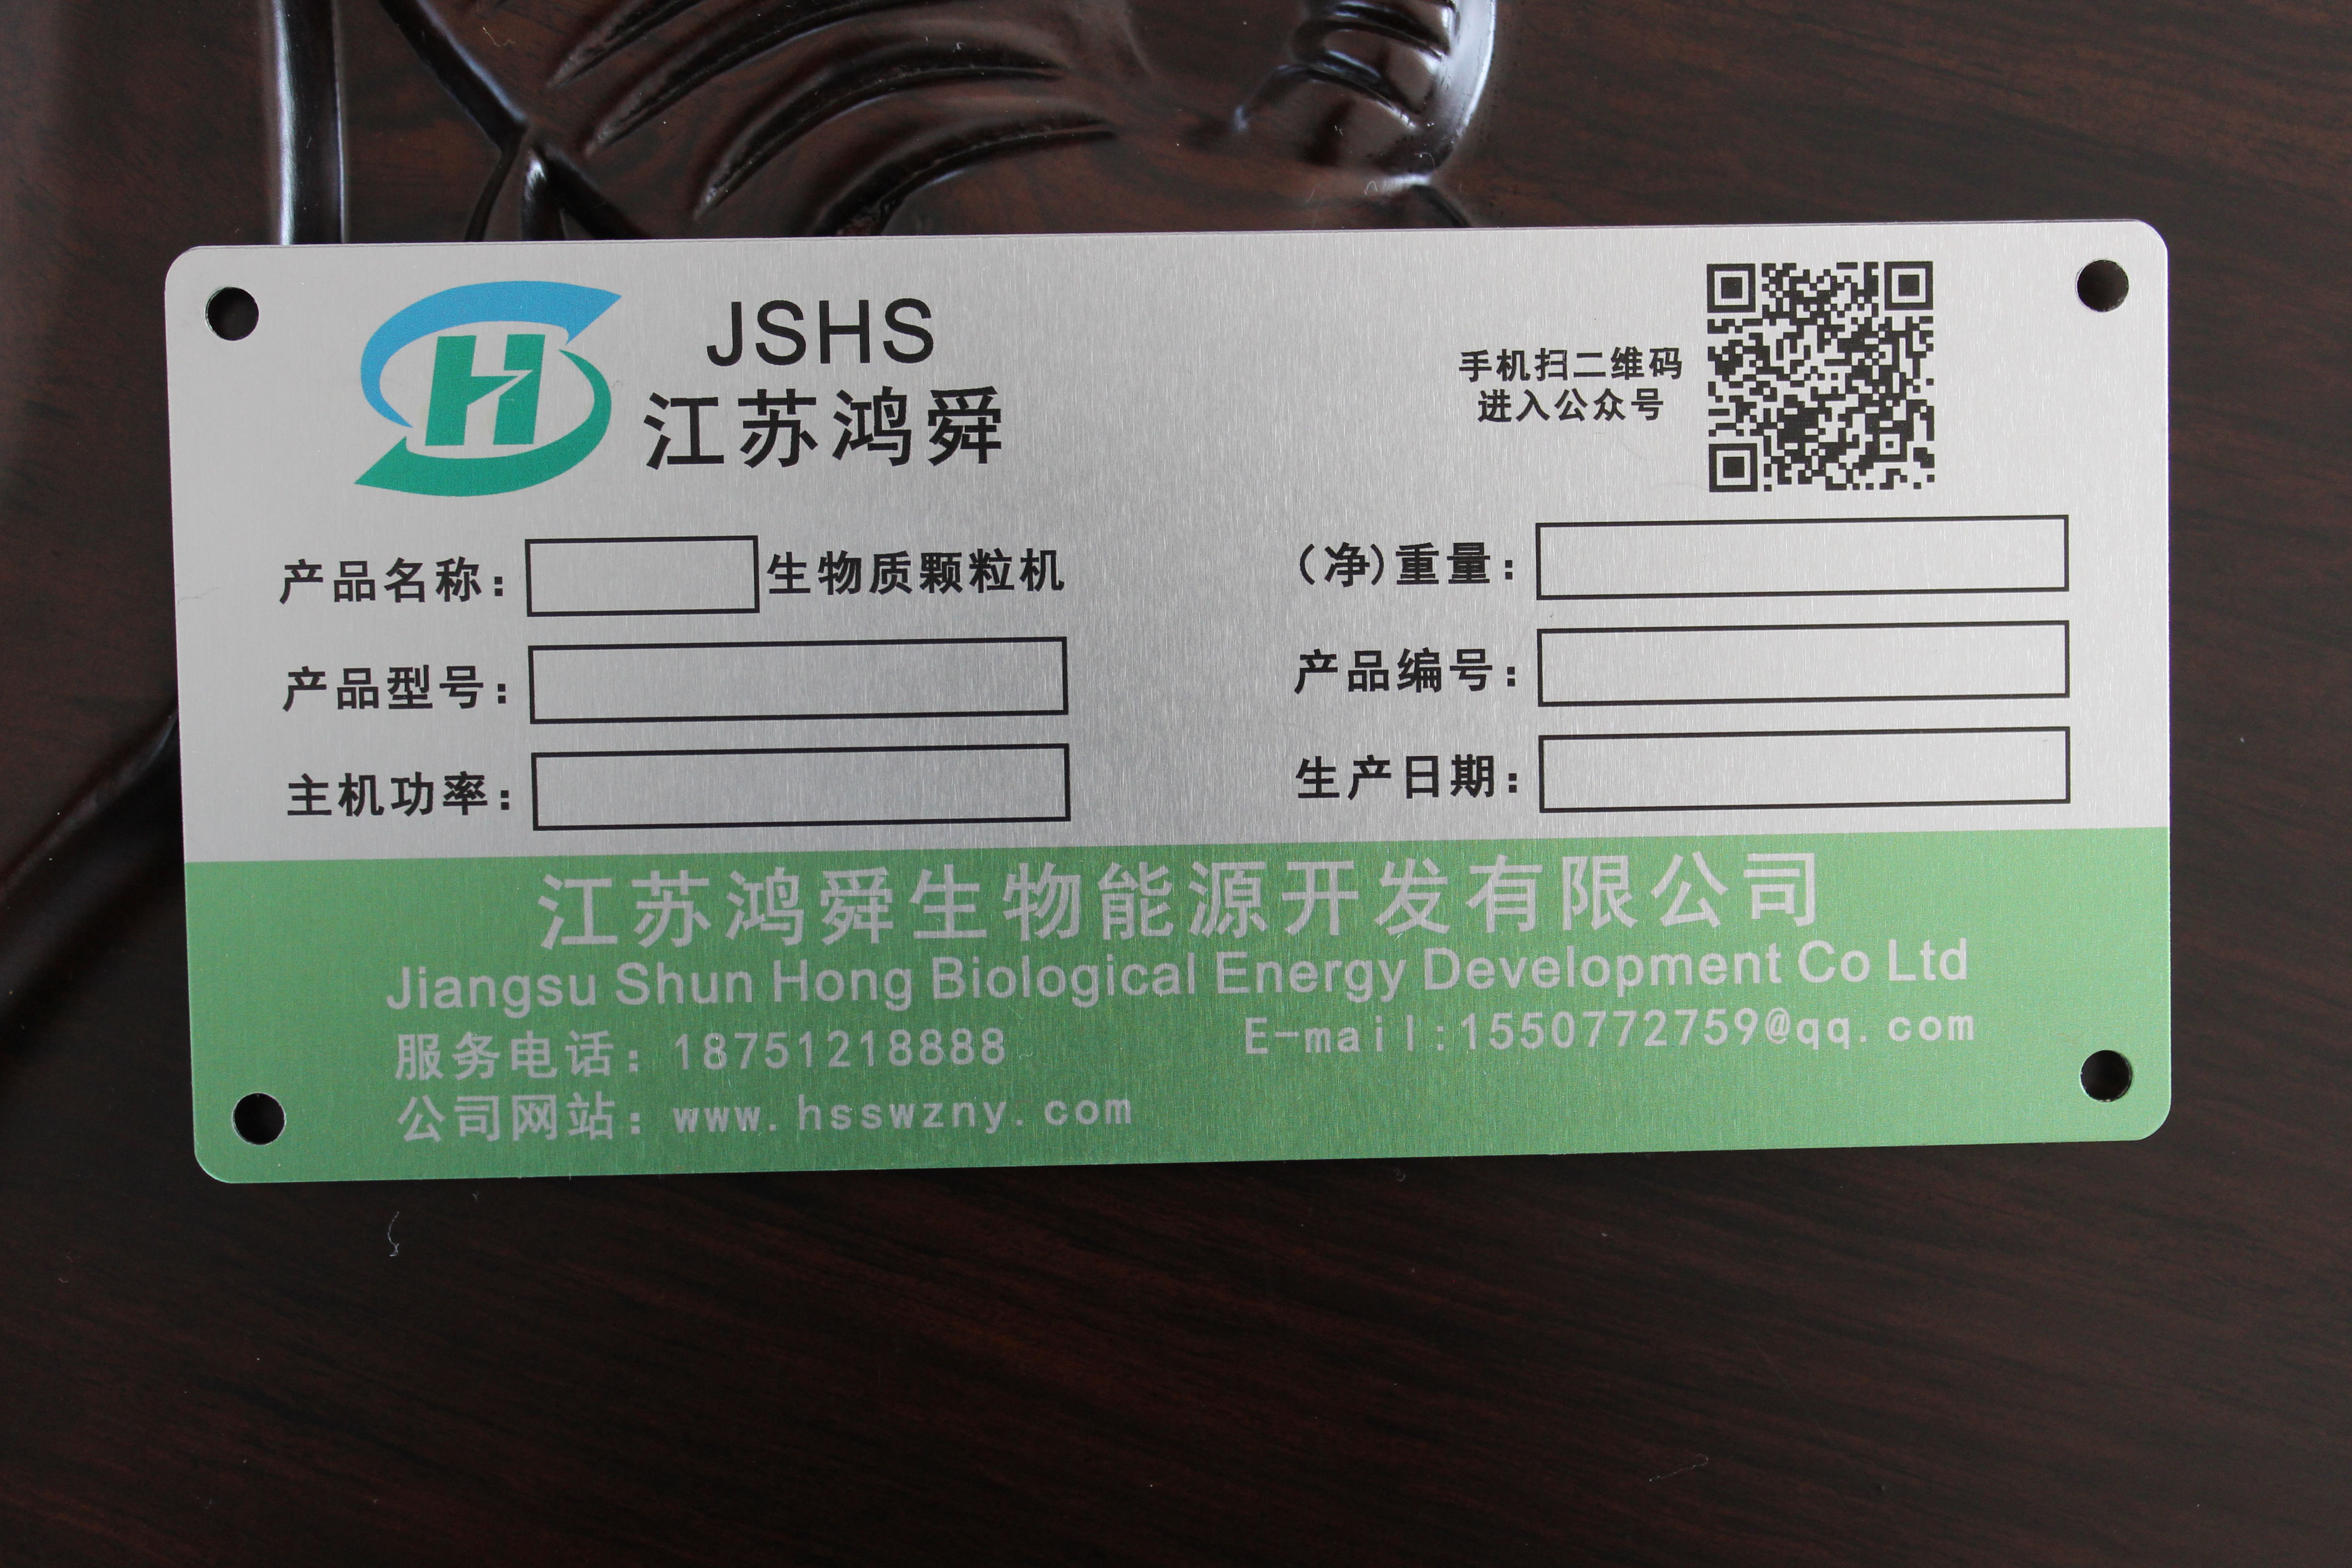 JSHS
江苏鸿舜
手机扫二维码
进入公众号
产品名称：生物质颗粒机
（净)重量：
产品型号：
产品编号：
主机功率：
生产日期：
江苏鸿舜生物能源开发有限公司
Jiangsu Shun Hong Biological Energy Development Co Ltd
服务电话：18751218888
E-mail:1550772759@qq.com
公司网站：www.hsswzny.com